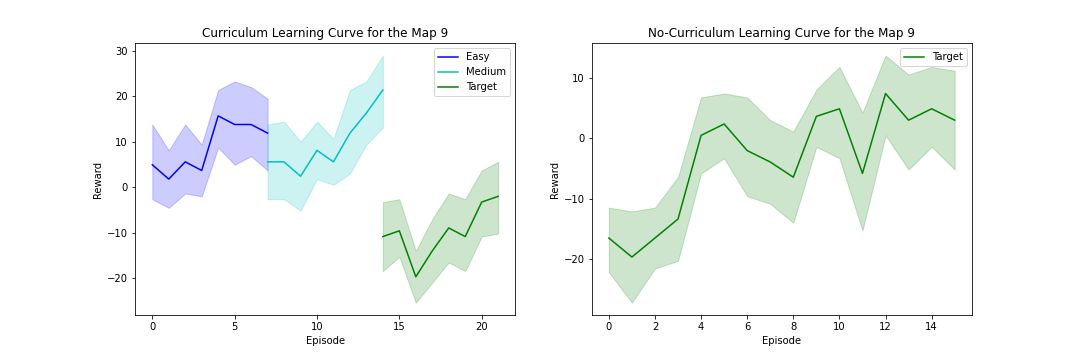 Curriculum Learning Curve for the Map 9
30
20
10
0
−10
−20
Reward
0
5
10
15
20
Episode
Easy
Medium
Target
No-Curriculum Learning Curve for the Map 9
10
0
−10
−20
Reward
0
2
4
6
8
10
12
14
Episode
Target